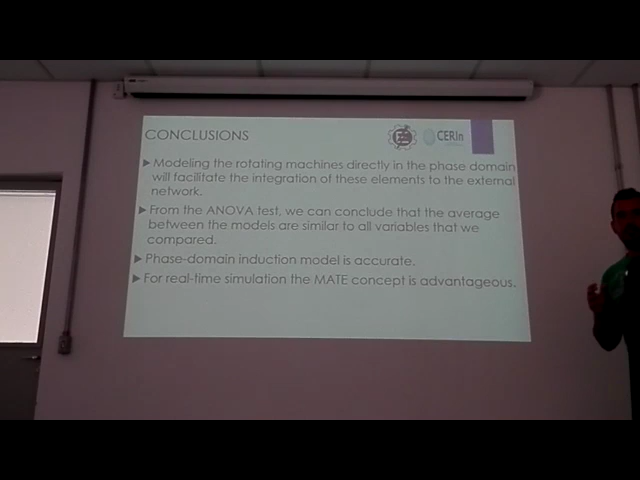 CONCLUSIONS
CERIn
▶ Modeling the rotating machines directly in the phase domain
will facilitate the integration of these elements to the external
network.
▶ From the ANOVA test, we can conclude that the average
between the models are similar to all variables that we
compared.
▶ Phase-domain induction model is accurate.
▶ For real-time simulation the MATE concept is advantageous.